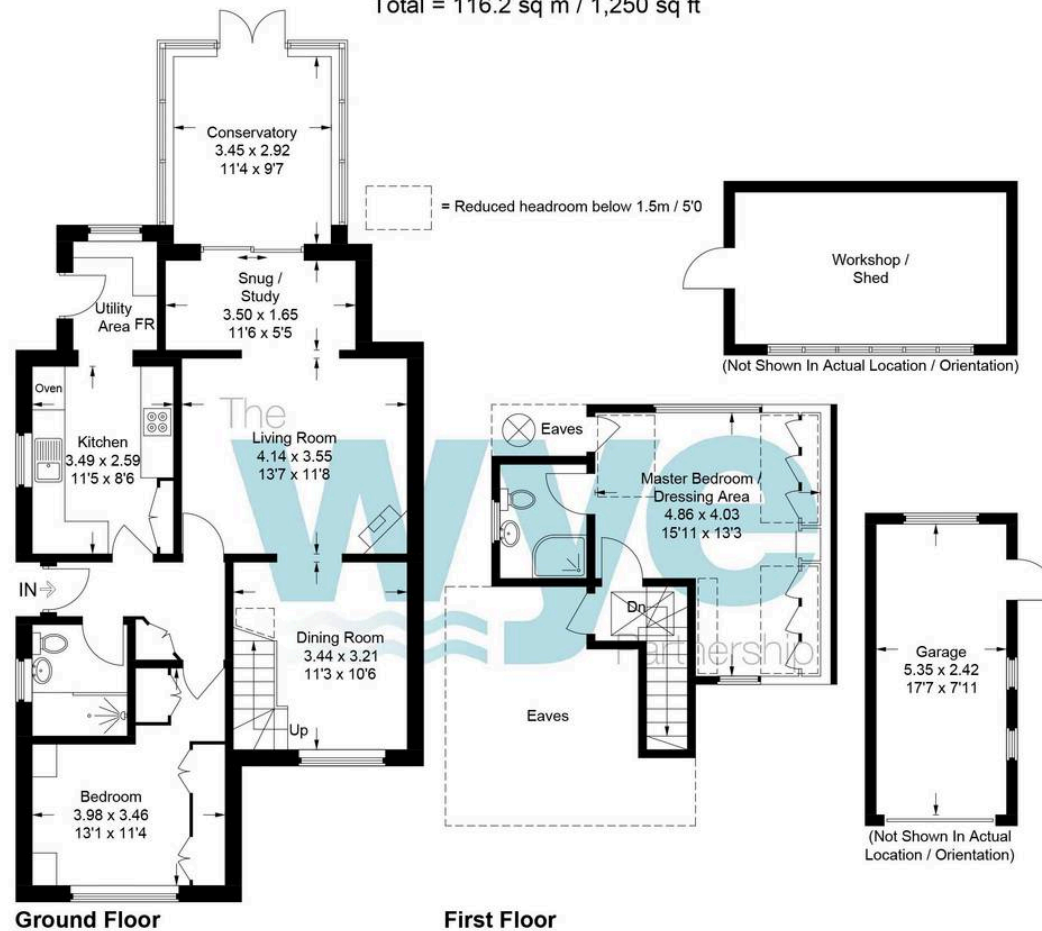 Total = 116.2 sq m / 1,250 sq ft
Conservatory
3.45 x 2.92
11'4 x 9'7
= Reduced headroom below 1.5m / 5'0
Snug /
Study
3.50 x 1.65
11'6 x 5'5
Utility
Area FR
Workshop /
Shed
(Not Shown In Actual Location / Orientation)
Oven
Kitchen
3.49 x 2.59
11'5 x 8'6
The
Living Room
4.14 x 3.55
13'7 x 11'8
wye
Partnership
Eaves
Master Bedroom /
Dressing Area
4.86 x 4.03
15'11 x 13'3
IN
Dining Room
3.44 x 3.21
11'3 x 10'6
Up
Dn
Eaves
Garage
5.35 x 2.42
17'7 x 7'11
(Not Shown In Actual
Location / Orientation)
Bedroom
3.98 x 3.46
13'1 x 11'4
Ground Floor
First Floor